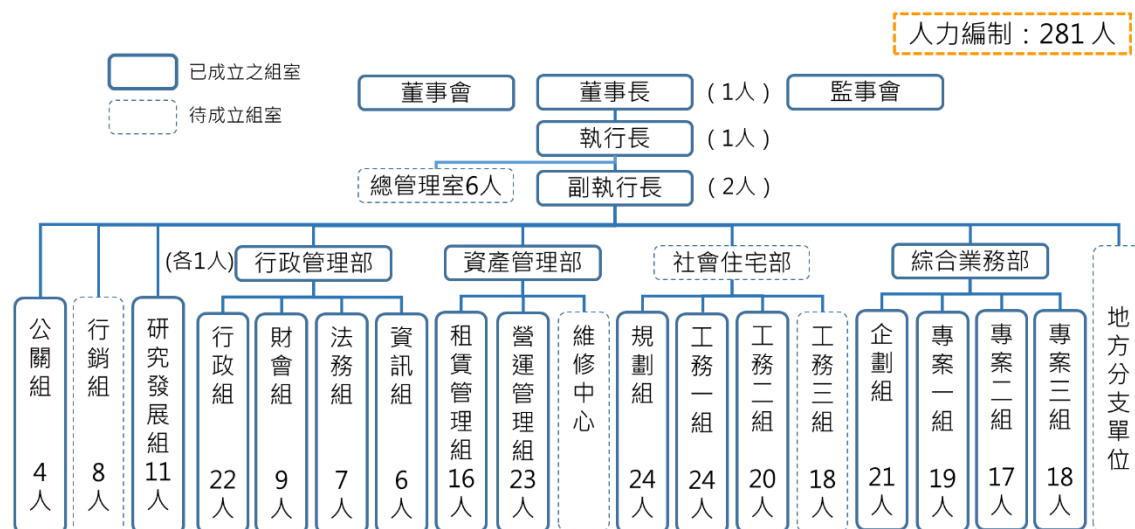 人力編制：281 人
已成立之組室
待成立組室
董事會
董事長
(1人)
監事會
執行長
(1人)
總管理室6人
副執行長
(2人)
(各1人)
行政管理部
資產管理部
社會住宅部
綜合業務部
公關組
4人
行銷組
8人
研究發展組
11人
行政組
22人
財會組
9人
法務組
7人
資訊組
6人
租賃管理組
16人
營運管理組
23人
維修中心
規劃組
24人
工務一組
24人
工務二組
20人
工務三組
18人
企劃組
21人
專案一組
19人
專案二組
17人
專案三組
18人
地方分支單位